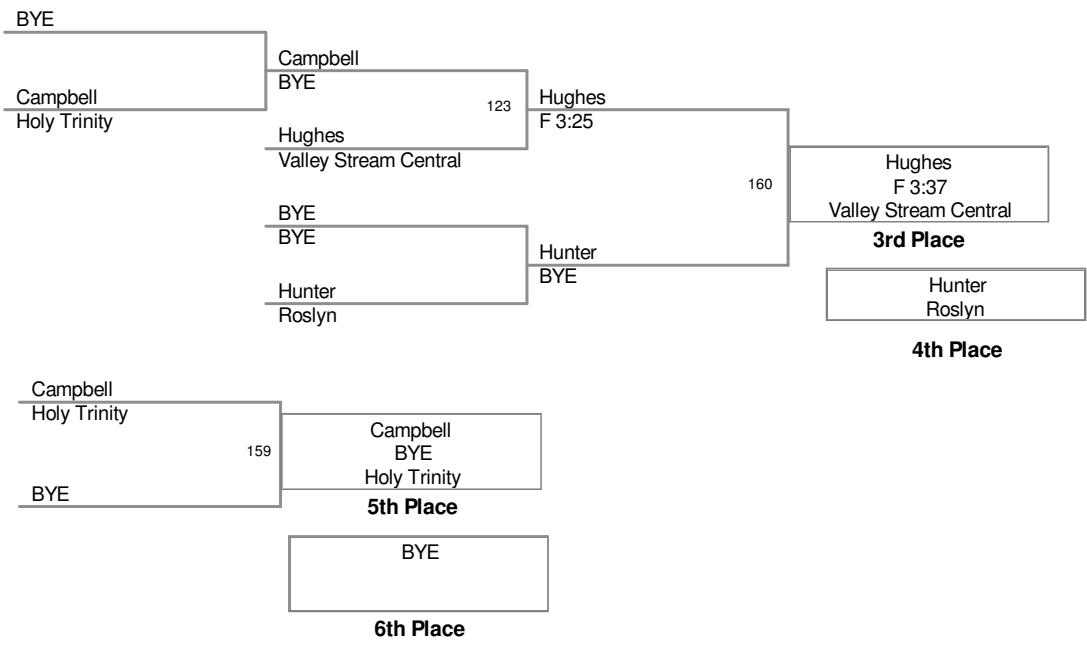 BYE
Campbell
Holy Trinity
Campbell
BYE
123
Hughes
Valley Stream Central
Hughes
F 3:25
BYE
BYE
Hunter
Roslyn
Hunter
BYE
160
Hughes
F 3:37
Valley Stream Central
3rd Place
Hunter
Roslyn
4th Place
Campbell
Holy Trinity
159
BYE
Campbell
BYE
Holy Trinity
5th Place
BYE
6th Place